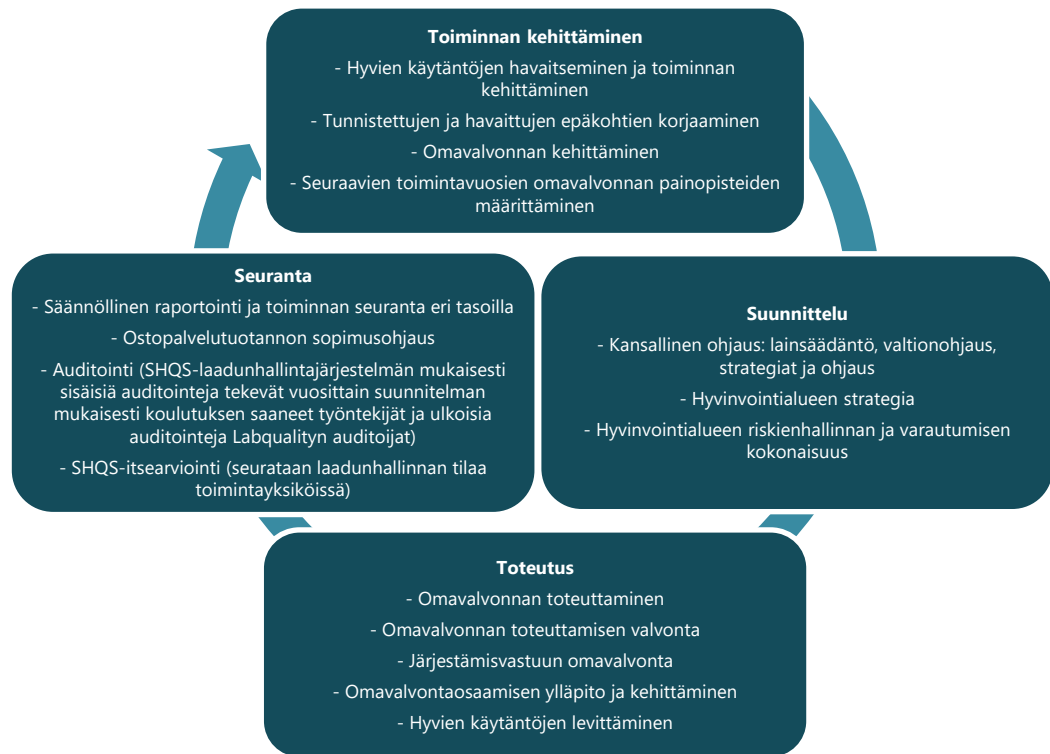 Toiminnan kehittäminen
- Hyvien käytäntöjen havaitseminen ja toiminnan
kehittäminen
- Tunnistettujen ja havaittujen epäkohtien korjaaminen
- Omavalvonnan kehittäminen
- Seuraavien toimintavuosien omavalvonnan painopisteiden
määrittäminen
Suunnittelu
- Kansallinen ohjaus: lainsäädäntö, valtionohjaus,
strategiat ja ohjaus
- Hyvinvointialueen strategia
- Hyvinvointialueen riskienhallinnan ja varautumisen
kokonaisuus
Toteutus
- Omavalvonnan toteuttaminen
- Omavalvonnan toteuttamisen valvonta
- Järjestämisvastuun omavalvonta
- Omavalvontaosaamisen ylläpito ja kehittäminen
- Hyvien käytäntöjen levittäminen
Seuranta
- Säännöllinen raportointi ja toiminnan seuranta eri tasoilla
- Ostopalvelutuotannon sopimusohjaus
- Auditointi (SHQS-laadunhallintajärjestelmän mukaisesti
sisäisiä auditointeja tekevät vuosittain suunnitelman
mukaisesti koulutuksen saaneet työntekijät ja ulkoisia
auditointeja Labqualityn auditoijat)
- SHQS-itsearviointi (seurataan laadunhallinnan tilaa
toimintayksiköissä)